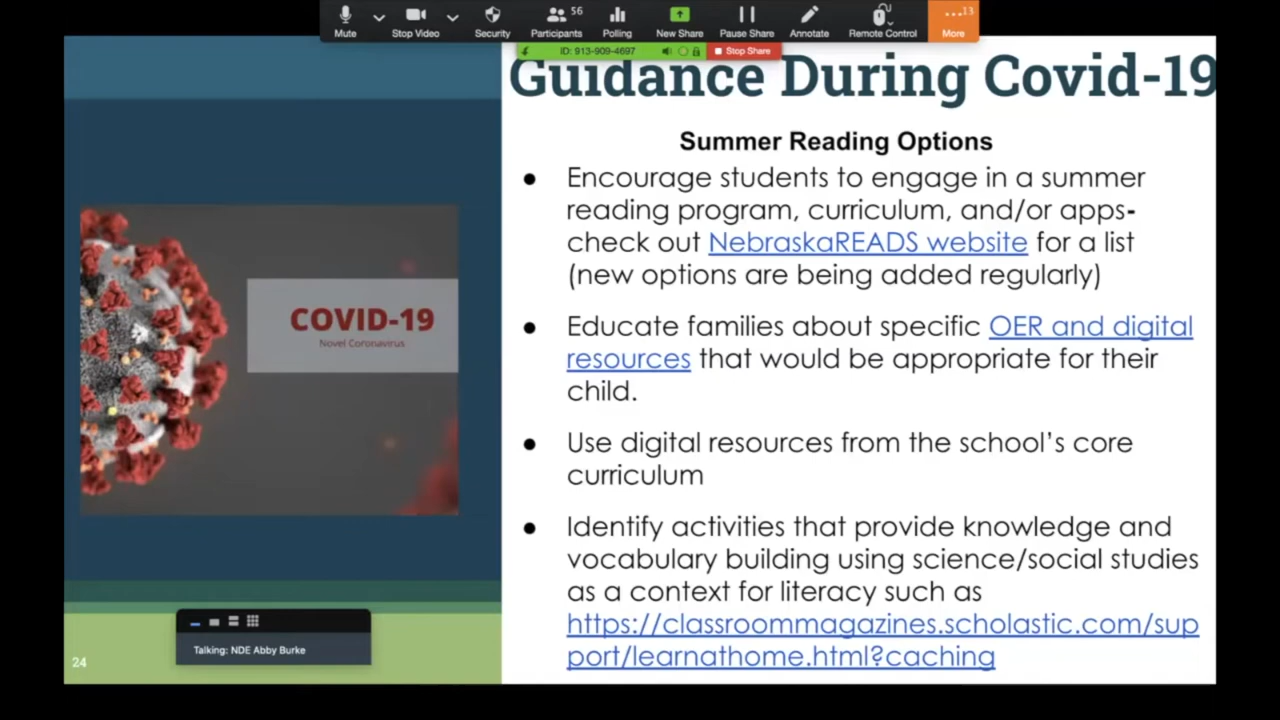 Mute
Stop Video
Security
56
Participants
Polling
New Share
Pause Share
Annotate
Remote Control
...13
More
ID: 913-909-4697
Stop Share
Guidance During Covid-19
Summer Reading Options
● Encourage students to engage in a summer
reading program, curriculum, and/or apps-
check out NebraskaREADS website for a list
(new options are being added regularly)
● Educate families about specific OER and digital
resources that would be appropriate for their
child.
● Use digital resources from the school’s core
curriculum
● Identify activities that provide knowledge and
vocabulary building using science/social studies
as a context for literacy such as
https://classroommagazines.scholastic.com/sup
port/learnathome.html?caching
COVID-19
Novel Coronavirus
Talking: NDE Abby Burke
24